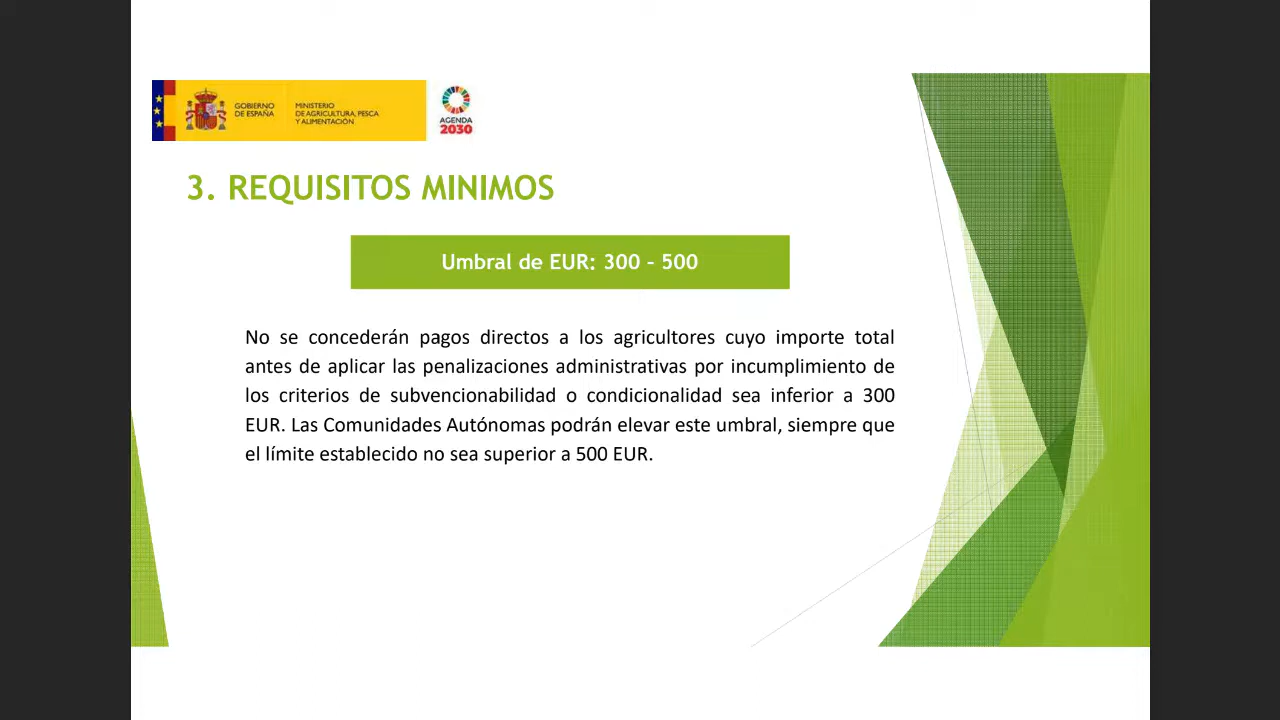 GOBIERNO
DE ESPAÑA
MINISTERIO
DE AGRICULTURA, PESCA
Y ALIMENTACIÓN
AGENDA
2030
3. REQUISITOS MINIMOS
Umbral de EUR: 300 - 500
No se concederán pagos directos a los agricultores cuyo importe total
antes de aplicar las penalizaciones administrativas por incumplimiento de
los criterios de subvencionabilidad o condicionalidad sea inferior a 300
EUR. Las Comunidades Autónomas podrán elevar este umbral, siempre que
el límite establecido no sea superior a 500 EUR.